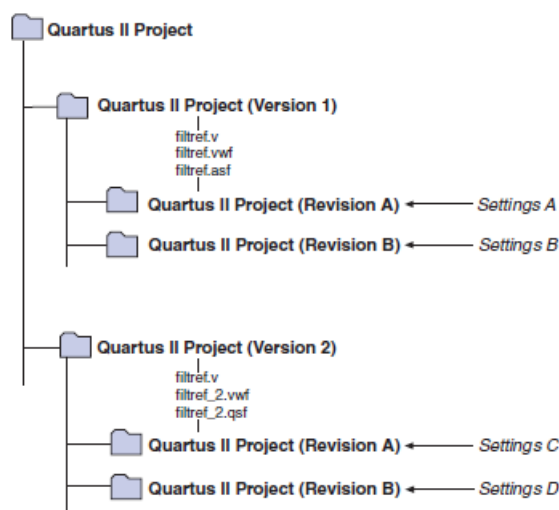 Quartus II Project
Quartus II Project (Version 1)
filtref.v
filtref.vwf
filtref.asf
Quartus II Project (Revision A)
Settings A
Quartus II Project (Revision B)
Settings B
Quartus II Project (Version 2)
filtref.v
filtref_2.vwf
filtref_2.qsf
Quartus II Project (Revision A)
Settings C
Quartus II Project (Revision B)
Settings D